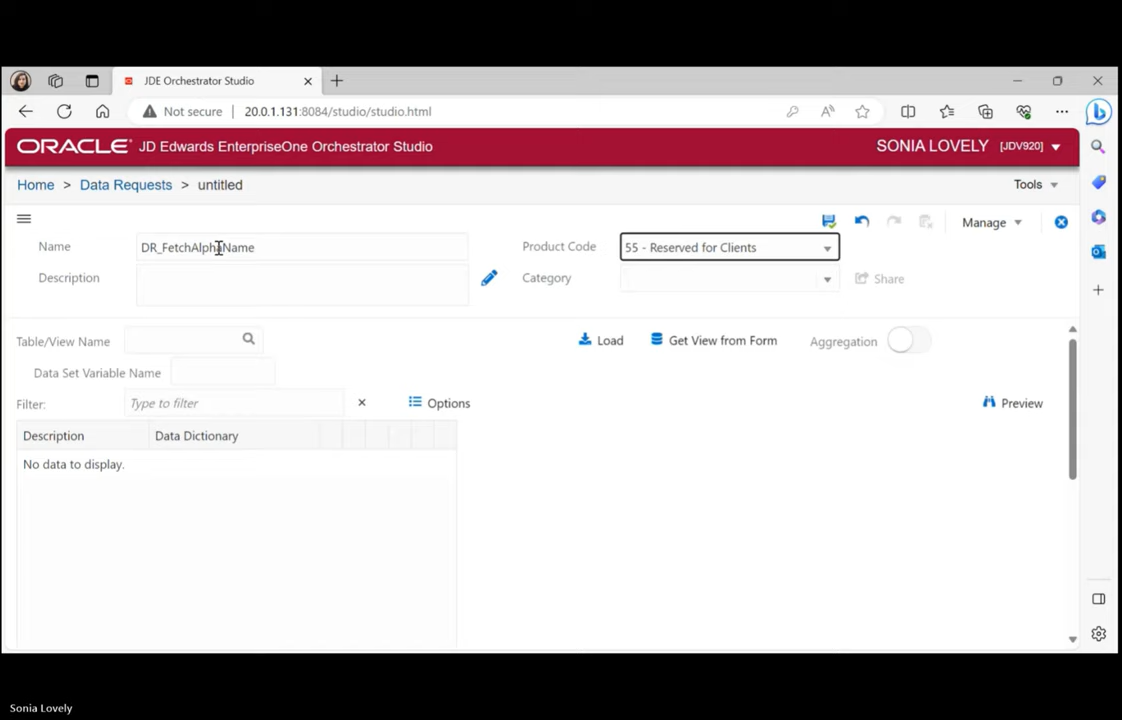 JDE Orchestrator Studio
Not secure 20.0.1.131:8084/studio/studio.html
ORACLE JD Edwards EnterpriseOne Orchestrator Studio SONIA LOVELY [JDV920]
Home > Data Requests > untitled Tools
Manage
Name DR_FetchAlphaName Product Code 55 - Reserved for Clients
Description Category Share
Table/View Name Load Get View from Form Aggregation
Data Set Variable Name
Filter: Type to filter Options Preview
Description Data Dictionary
No data to display.
Sonia Lovely